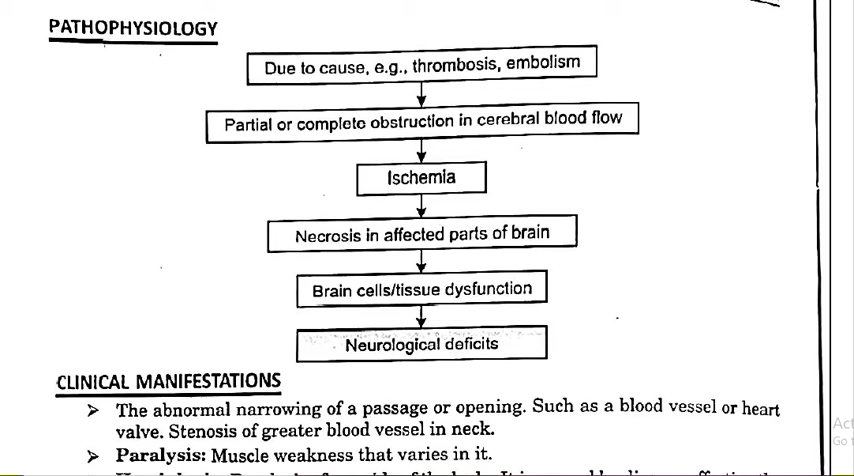 PATHOPHYSIOLOGY
Due to cause, e.g., thrombosis, embolism
Partial or complete obstruction in cerebral blood flow
Ischemia
Necrosis in affected parts of brain
Brain cells/tissue dysfunction
Neurological deficits
CLINICAL MANIFESTATIONS
➢ The abnormal narrowing of a passage or opening. Such as a blood vessel or heart
valve. Stenosis of greater blood vessel in neck.
➢ Paralysis: Muscle weakness that varies in it.
Act
Go t